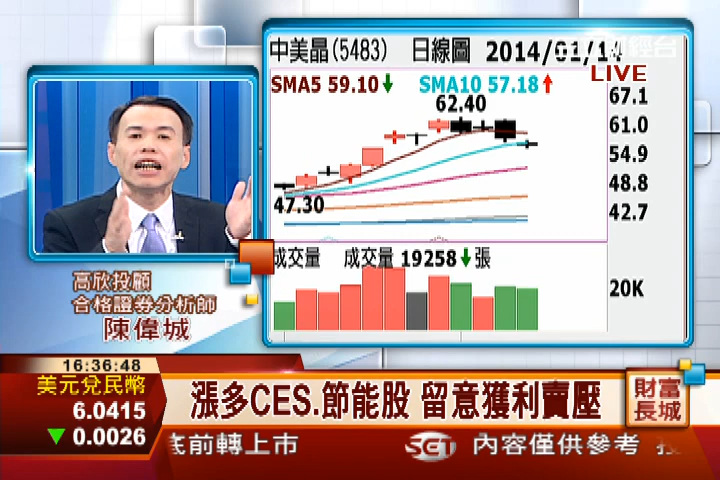 中美晶(5483) 日線圖 2014/01/14
LIVE
SMA5 59.10 SMA10 57.18
67.1
62.40
61.0
54.9
48.8
47.30
42.7
成交量 成交量 19258 張
20K
高欣投顧
合格證券分析師
陳偉城
16:36:48
美元兌民幣
6.0415
0.0026
漲多CES.節能股 留意獲利賣壓
財富
長城
底前轉上市 SET 內容僅供參考